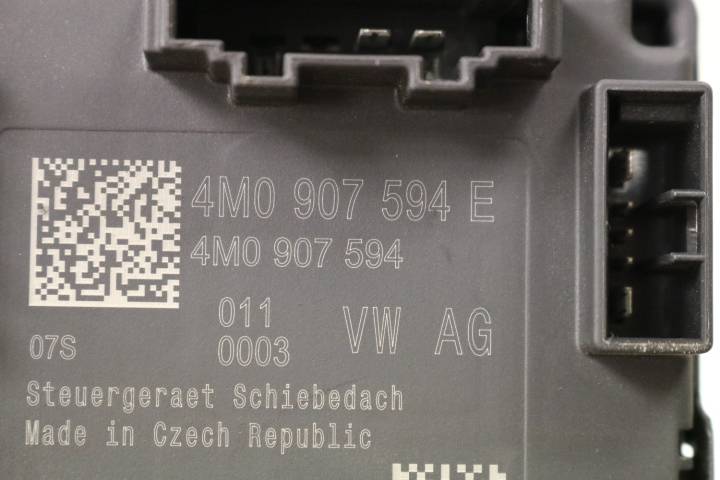 4M0 907 594 E
4M0 907 594
011
0003
VW AG
07S
Steuergeraet Schiebedach
Made in Czech Republic